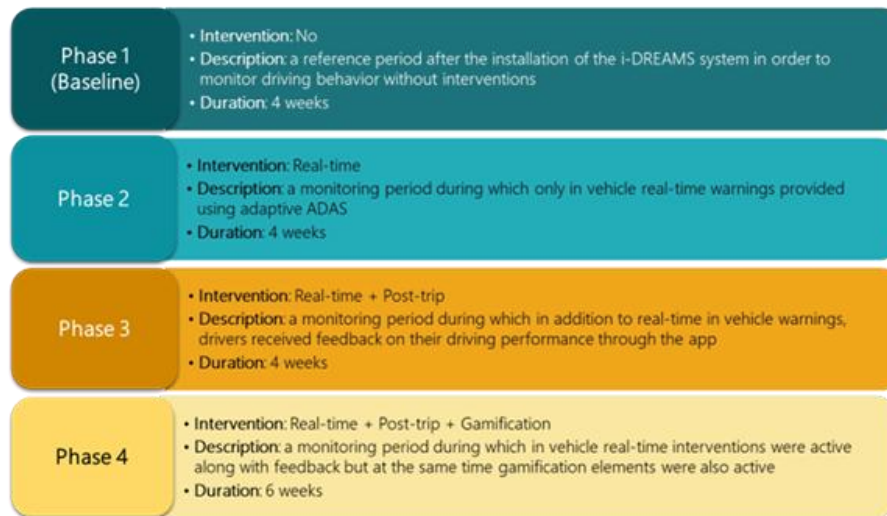 Phase 1
(Baseline)
• Intervention: No
• Description: a reference period after the installation of the i-DREAMS system in order to
monitor driving behavior without interventions
• Duration: 4 weeks
Phase 2
• Intervention: Real-time
• Description: a monitoring period during which only in vehicle real-time warnings provided
using adaptive ADAS
• Duration: 4 weeks
Phase 3
• Intervention: Real-time + Post-trip
• Description: a monitoring period during which in addition to real-time in vehicle warnings,
drivers received feedback on their driving performance through the app
• Duration: 4 weeks
Phase 4
• Intervention: Real-time + Post-trip + Gamification
• Description: a monitoring period during which in vehicle real-time interventions were active
along with feedback but at the same time gamification elements were also active
• Duration: 6 weeks